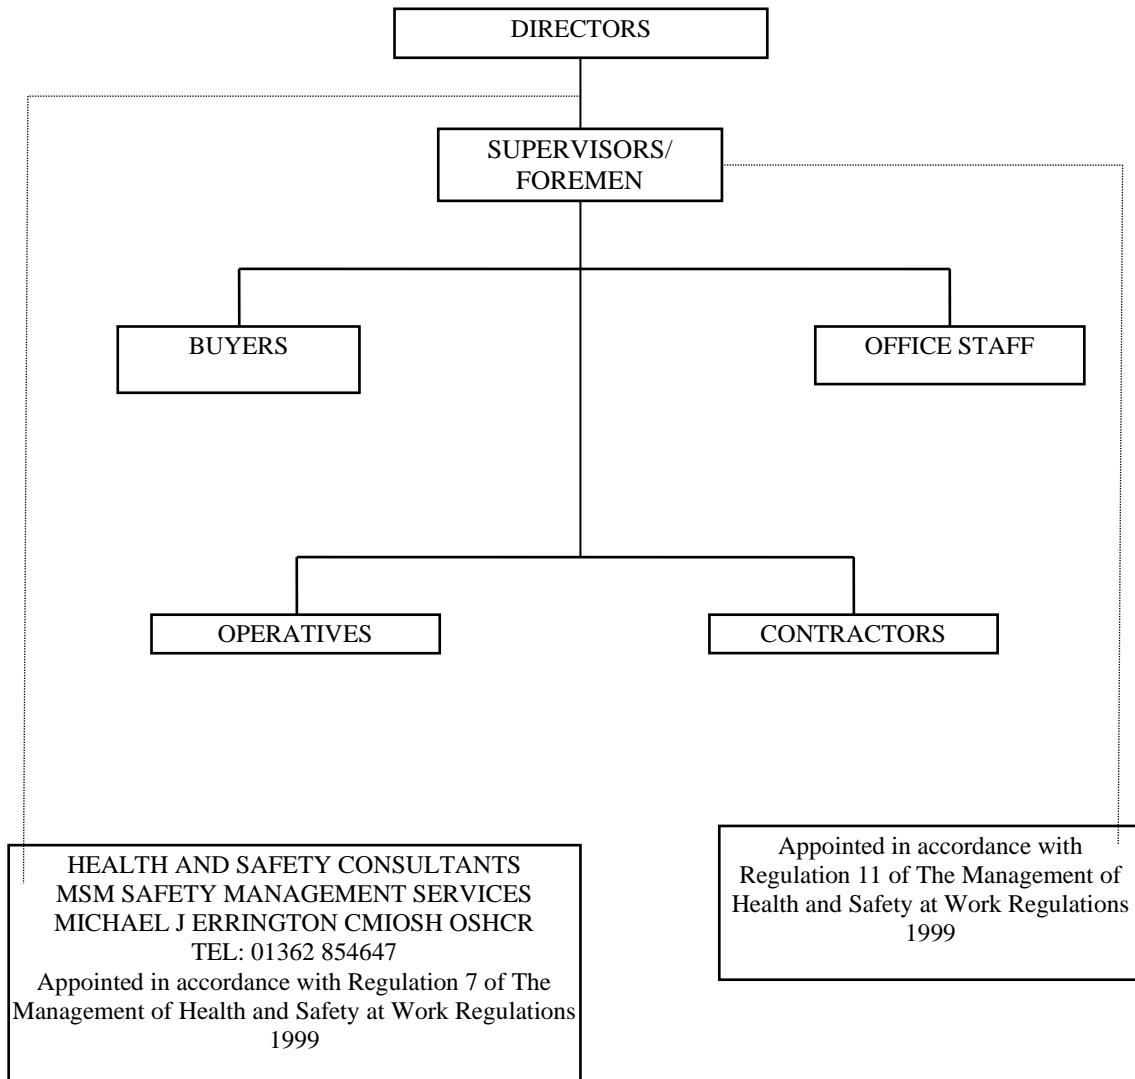 DIRECTORS
SUPERVISORS/
FOREMEN
BUYERS
OFFICE STAFF
OPERATIVES
CONTRACTORS
HEALTH AND SAFETY CONSULTANTS
MSM SAFETY MANAGEMENT SERVICES
MICHAEL J ERRINGTON CMIOSH OSHCR
TEL: 01362 854647
Appointed in accordance with Regulation 7 of The
Management of Health and Safety at Work Regulations
1999
Appointed in accordance with
Regulation 11 of The Management of
Health and Safety at Work Regulations
1999